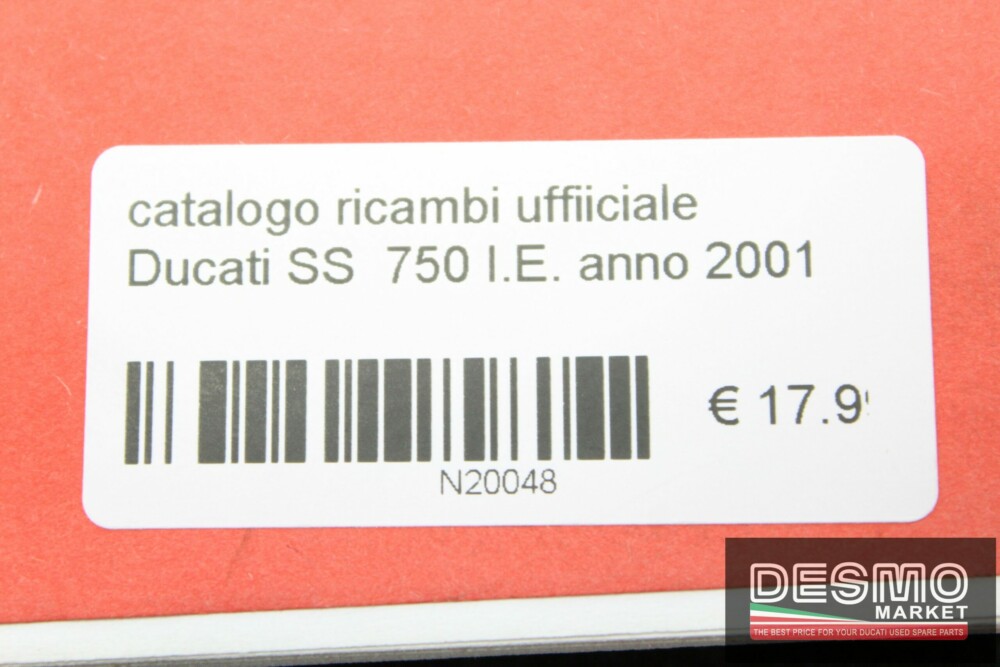 catalogo ricambi uffiiciale
Ducati SS 750 I.E. anno 2001
€ 17.9
N20048
DESMO
MARKET
THE BEST PRICE FOR YOUR DUCATI USED SPARE PARTS